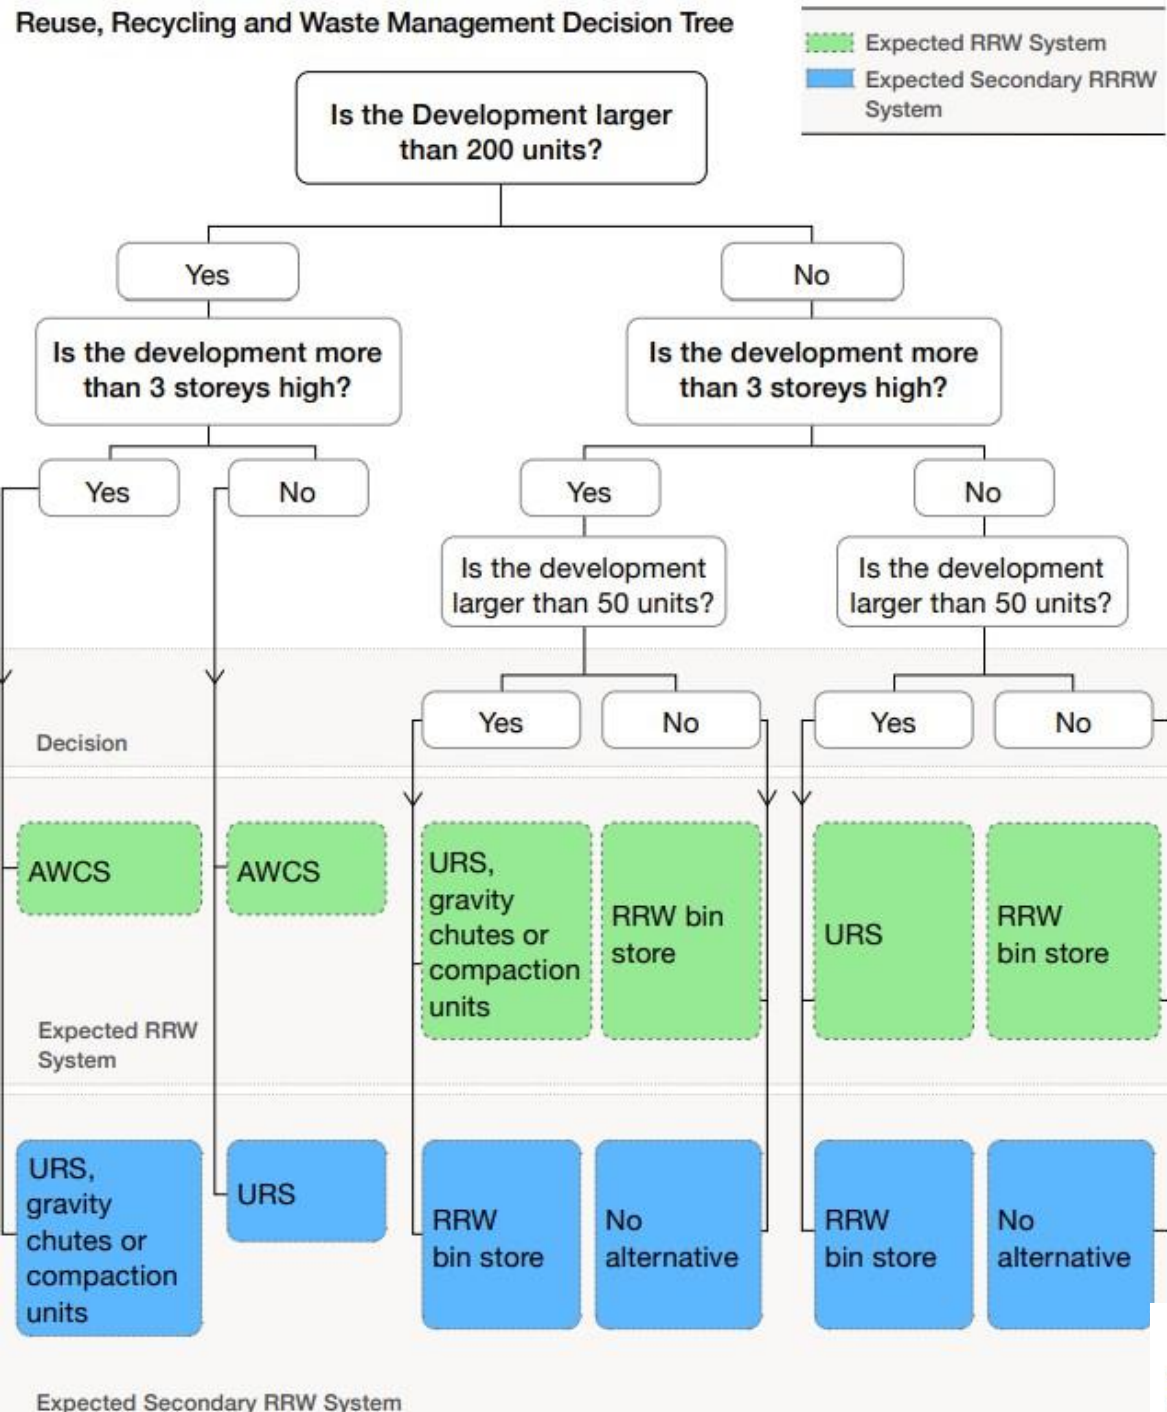 Reuse, Recycling and Waste Management Decision Tree
Expected RRW System
Expected Secondary RRRW
System
Is the Development larger
than 200 units?
Yes
No
Is the development more
than 3 storeys high?
Is the development more
than 3 storeys high?
Yes
No
Yes
No
Is the development
larger than 50 units?
Is the development
larger than 50 units?
Yes
No
Yes
No
Decision
AWCS
AWCS
URS,
gravity
chutes or
compaction
units
RRW bin
store
URS
RRW
bin store
Expected RRW
System
URS,
gravity
chutes or
compaction
units
URS
RRW
bin store
No
alternative
RRW
bin store
No
alternative
Expected Secondary RRW System